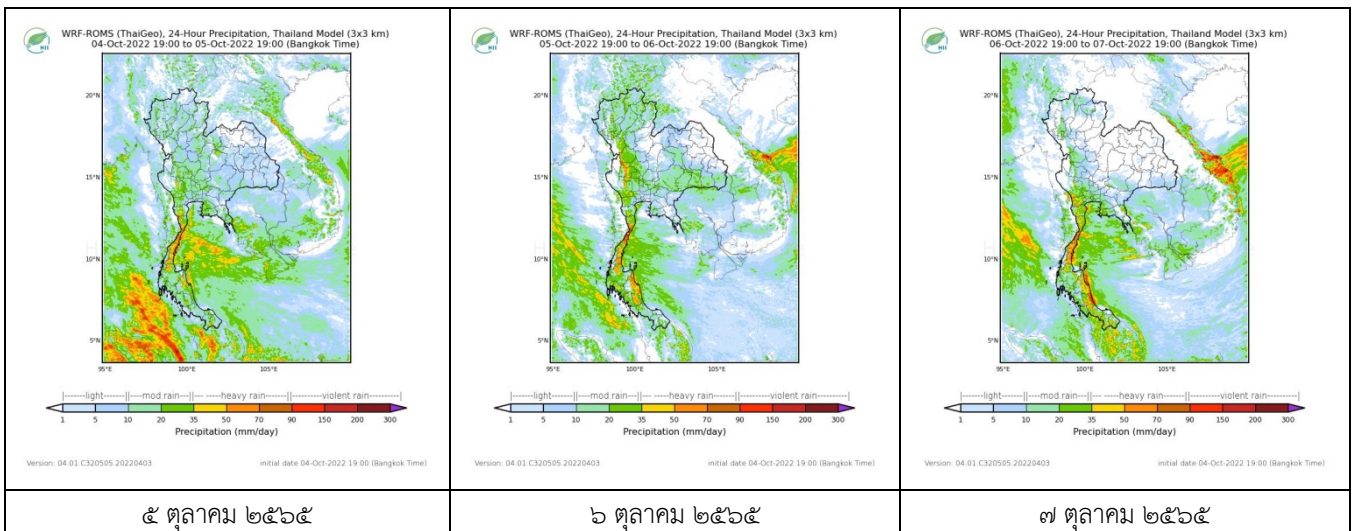 HII
WRF-ROMS (ThaiGeo), 24-Hour Precipitation, Thailand Model (3x3 km)
04-Oct-2022 19:00 to 05-Oct-2022 19:00 (Bangkok Time)
20°N
15°N
10°N
5°N
95°E 100°E 105°E
|------light------||---mod rain---||--- ---heavy rain------||------violent rain-----|
1 5 10 20 35 50 70 90 150 200 300
Precipitation (mm/day)
Version: 04.01.C320505.20220403 initial date 04-Oct-2022 19:00 (Bangkok Time)
๕ ตุลาคม ๒๕๖๕
HII
WRF-ROMS (ThaiGeo), 24-Hour Precipitation, Thailand Model (3x3 km)
05-Oct-2022 19:00 to 06-Oct-2022 19:00 (Bangkok Time)
20°N
15°N
10°N
5°N
95°E 100°E 105°E
|------light------||---mod rain---||--- ---heavy rain------||------violent rain-----|
1 5 10 20 35 50 70 90 150 200 300
Precipitation (mm/day)
Version: 04.01.C320505.20220403 initial date 04-Oct-2022 19:00 (Bangkok Time)
๖ ตุลาคม ๒๕๖๕
HII
WRF-ROMS (ThaiGeo), 24-Hour Precipitation, Thailand Model (3x3 km)
06-Oct-2022 19:00 to 07-Oct-2022 19:00 (Bangkok Time)
20°N
15°N
10°N
5°N
95°E 100°E 105°E
|------light------||---mod rain---||--- ---heavy rain------||------violent rain-----|
1 5 10 20 35 50 70 90 150 200 300
Precipitation (mm/day)
Version: 04.01.C320505.20220403 initial date 04-Oct-2022 19:00 (Bangkok Time)
๗ ตุลาคม ๒๕๖๕